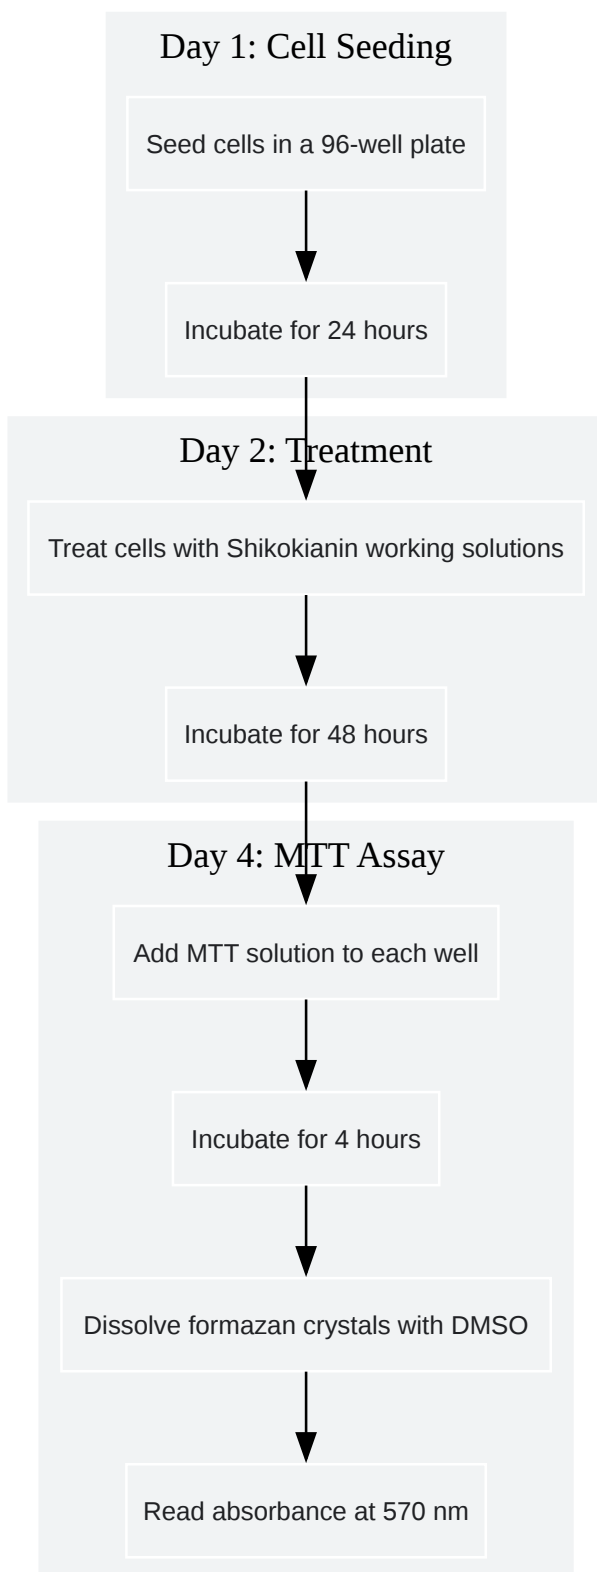 Day 1: Cell Seeding
Seed cells in a 96-well plate
Incubate for 24 hours
Day 2: Treatment
Treat cells with Shikokianin working solutions
Incubate for 48 hours
Day 4: MTT Assay
Add MTT solution to each well
Incubate for 4 hours
Dissolve formazan crystals with DMSO
Read absorbance at 570 nm